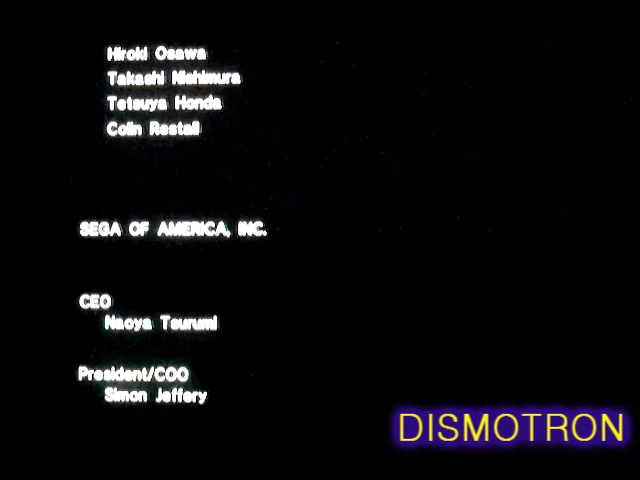 Hiroki Osawa
Takashi Nishimura
Tetsuya Honda
Colin Restall
SEGA OF AMERICA, INC.
CEO
Naoya Tsurumi
President/COO
Simon Jeffery
DISMOTRON